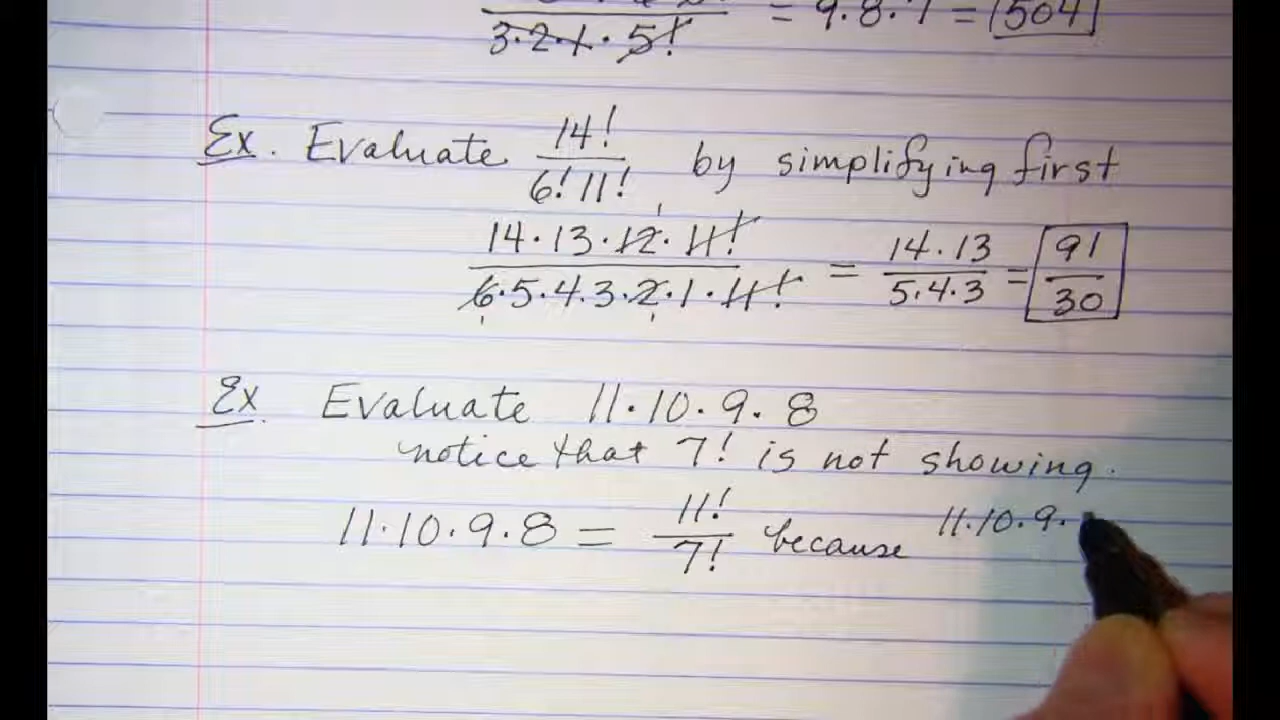 3·2·1·5! = 9·8·7 = 504
Ex. Evaluate 14!/6! 11! by simplifying first
14·13·12·11!/6·5·4·3·2·1·11! = 14·13/5·4·3 = 91/30
Ex Evaluate 11·10·9·8
notice that 7! is not showing.
11·10·9·8 = 11!/7! because 11·10·9·